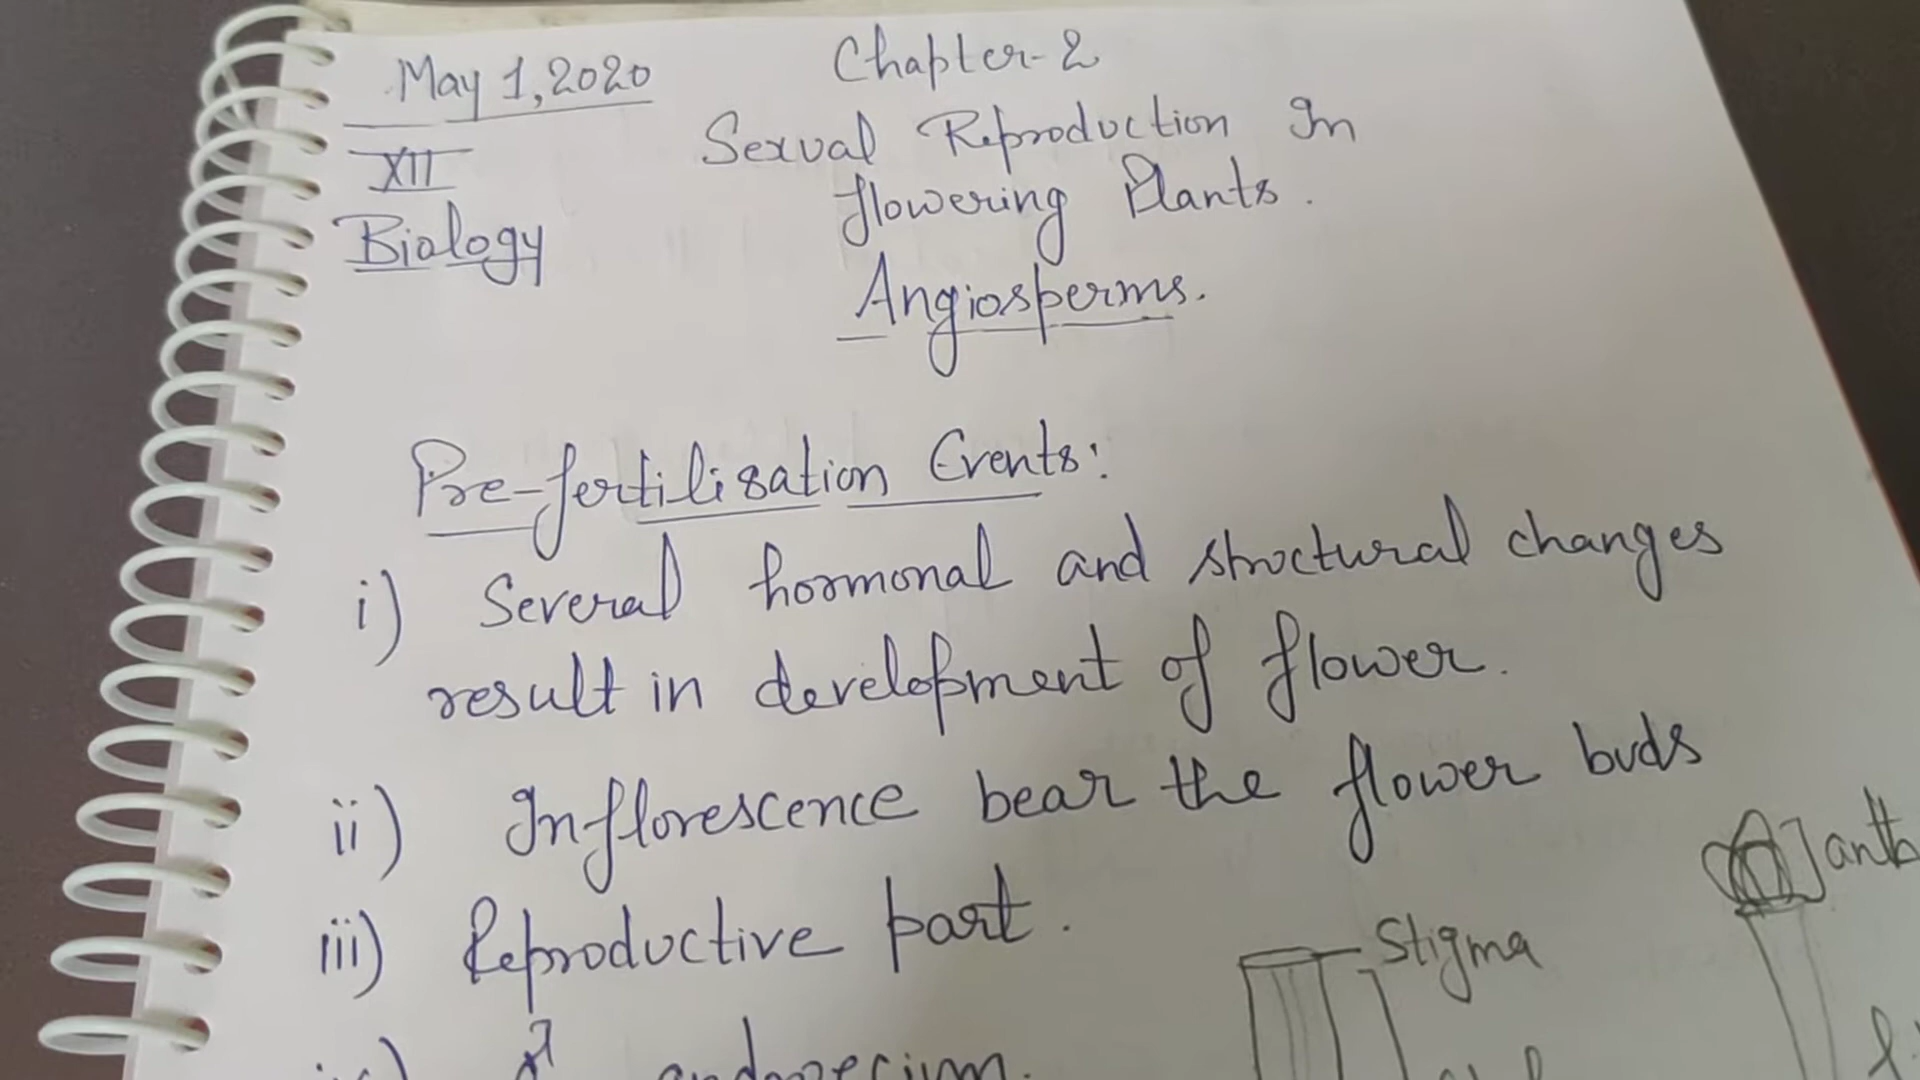 May 1, 2020
XII
Biology
Chapter-2
Sexual Reproduction In
flowering Plants.
Angiosperms.
Pre-fertilisation Events:
i) Several hormonal and structural changes
result in development of flower.
ii) Inflorescence bear the flower buds
iii) Reproductive part.
Stigma